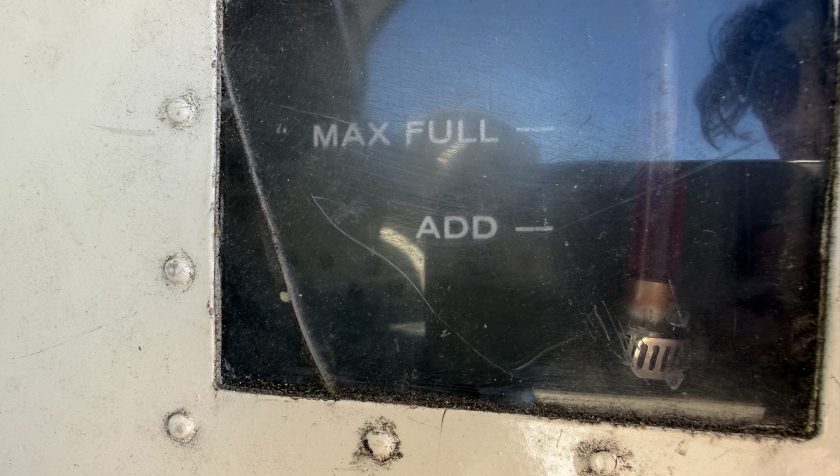 MAX FULL —
ADD —